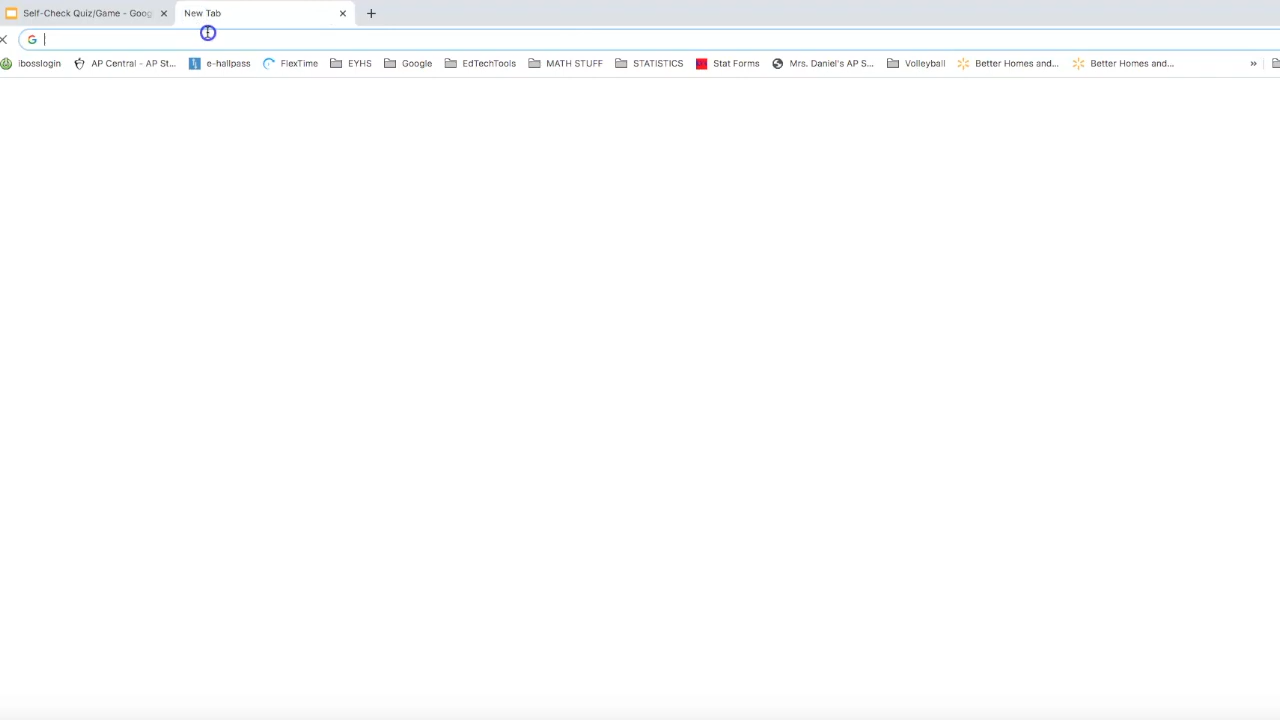 Self-Check Quiz/Game - Goog
New Tab
ibosslogin AP Central - AP St... e-hallpass FlexTime EYHS Google EdTechTools MATH STUFF STATISTICS Stat Forms Mrs. Daniel's AP S... Volleyball Better Homes and... Better Homes and... »